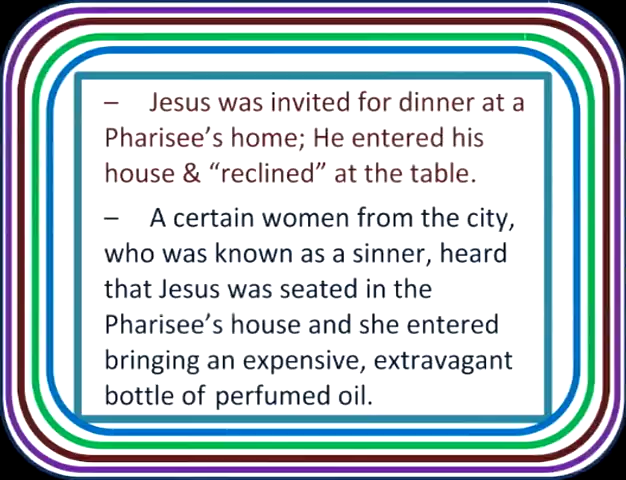 –    Jesus was invited for dinner at a
Pharisee’s home; He entered his
house & “reclined” at the table.
–    A certain women from the city,
who was known as a sinner, heard
that Jesus was seated in the
Pharisee’s house and she entered
bringing an expensive, extravagant
bottle of perfumed oil.